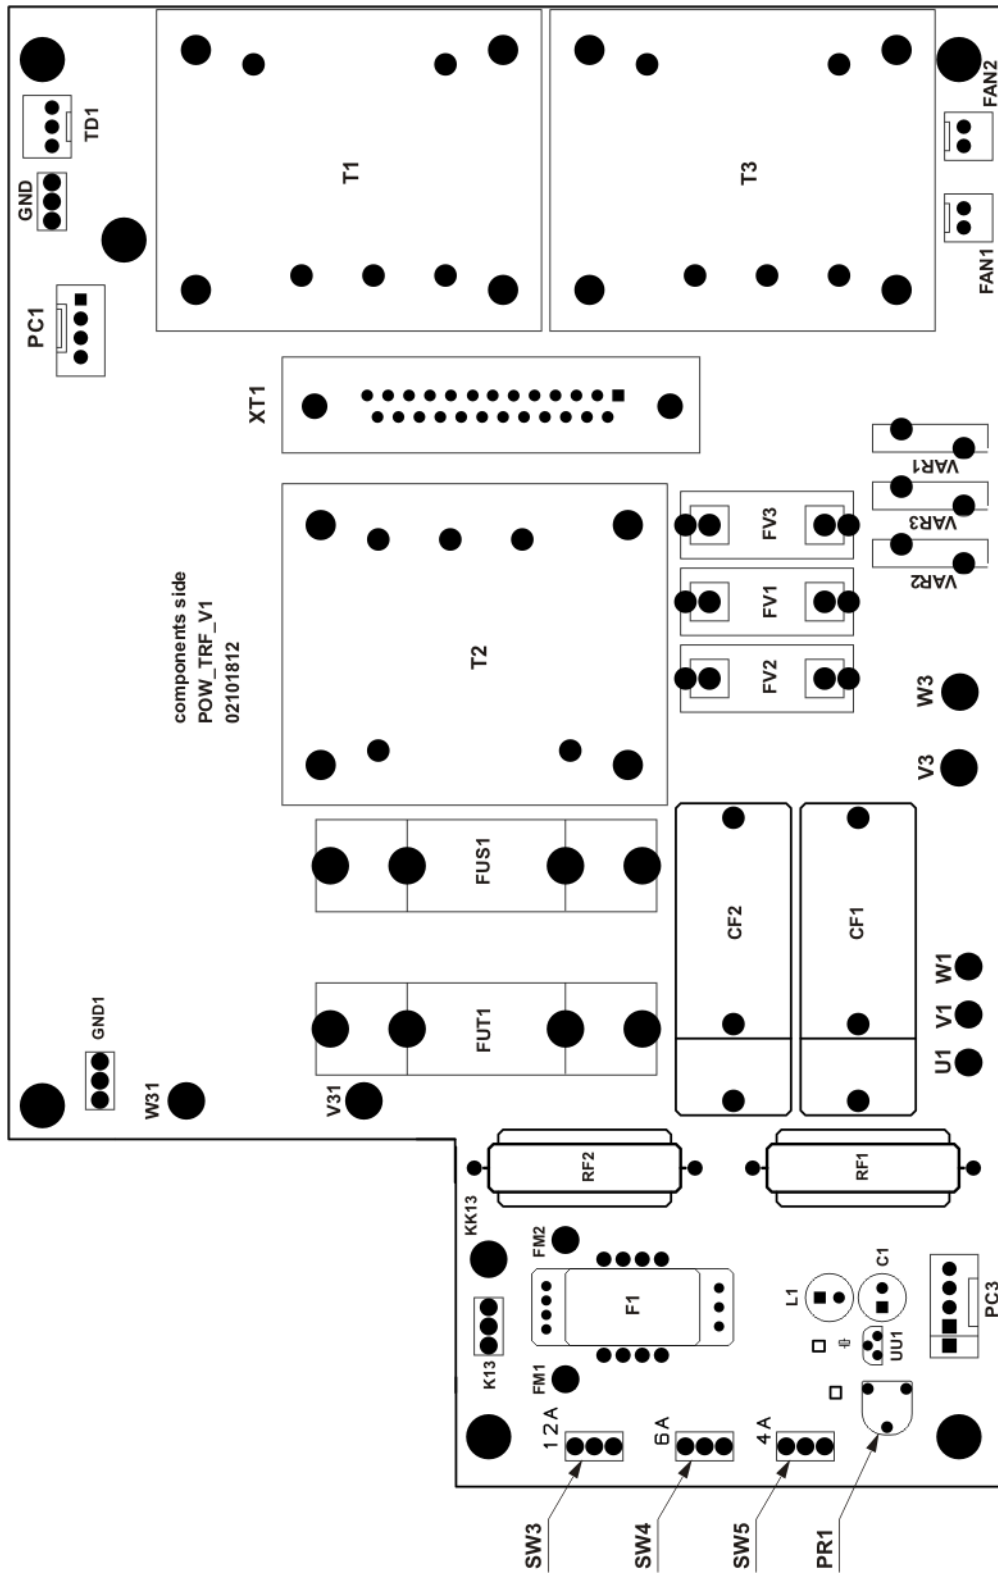 TD1
GND
PC1
T1
T3
FAN2
FAN1
XT1
VAR1
VAR3
VAR2
FV3
FV1
FV2
components side
POW_TRF_V1
02101812
T2
W3
V3
FUS1
CF2
CF1
FUT1
W1
V1
U1
GND1
W31
V31
RF2
RF1
KK13
FM2
F1
L1
C1
UU1
PC3
K13
FM1
12A
6A
4A
SW3
SW4
SW5
PR1